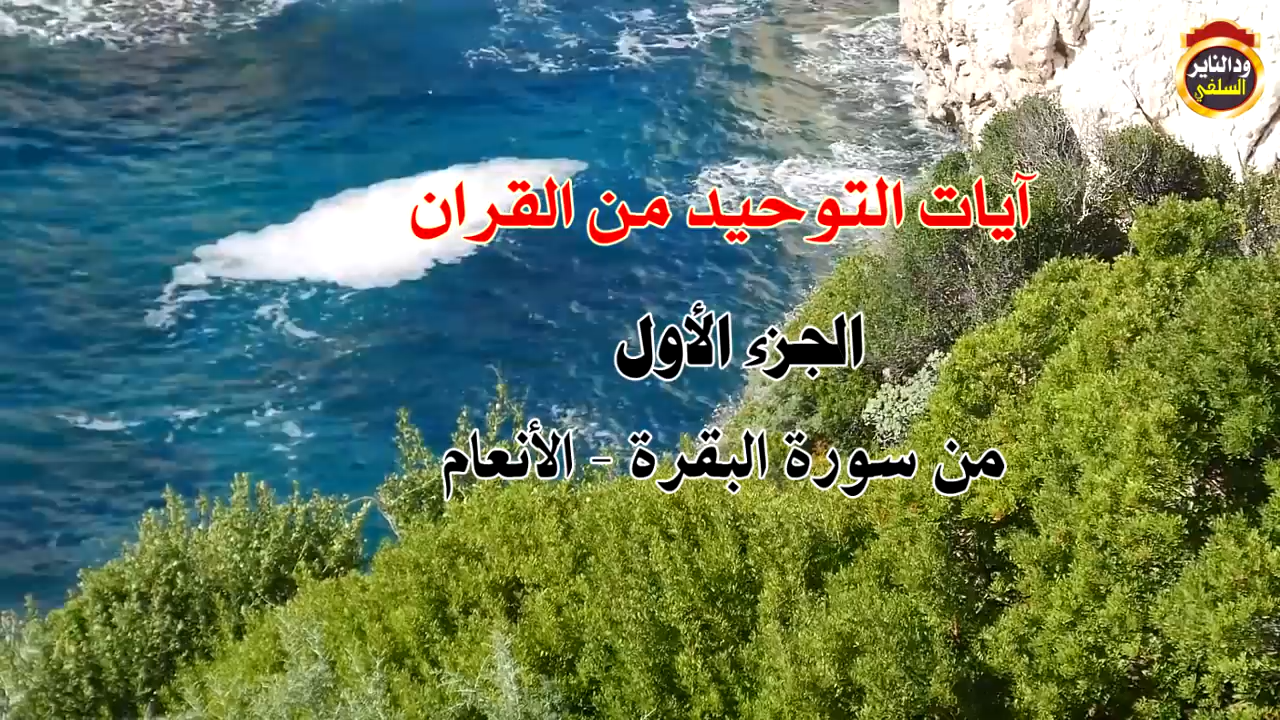 ودالناير
السلفي
آيات التوحيد من القران
الجزء الأول
من سورة البقرة - الأنعام